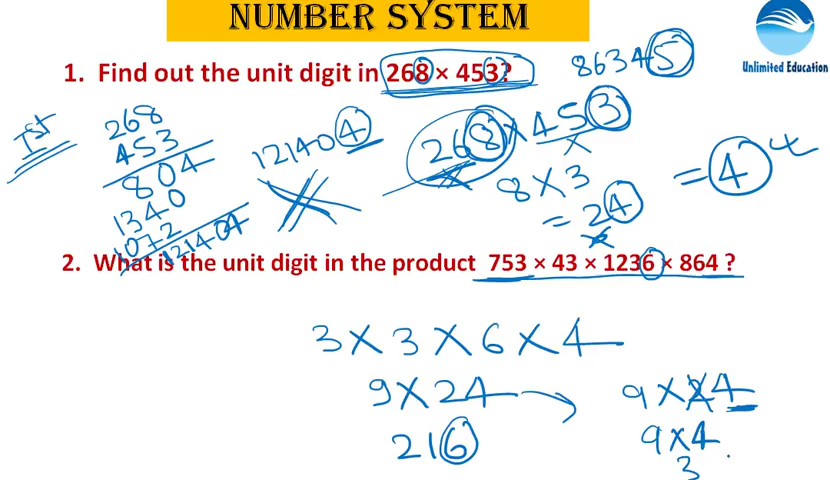 NUMBER SYSTEM
Unlimited Education
1. Find out the unit digit in 268 × 453?
86345
Ist
268
453
804
1340
1072
121404
121404
268 × 453
8 × 3
= 24
= 4
2. What is the unit digit in the product 753 × 43 × 1236 × 864 ?
3 × 3 × 6 × 4
9 × 24
216
9 × 24
9 × 4
3